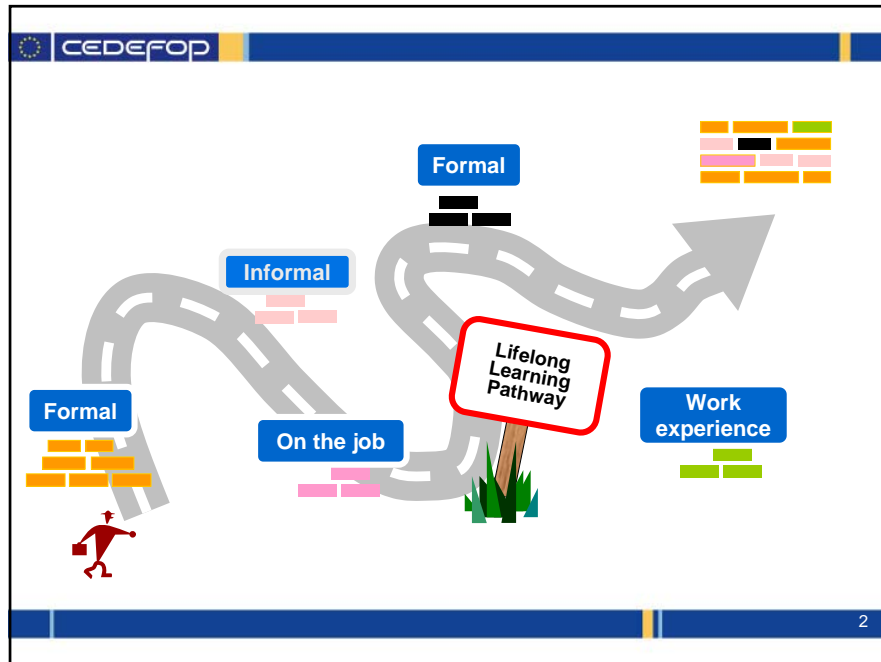 CEDEFOP
Formal
Informal
Formal
On the job
Lifelong
Learning
Pathway
Work
experience
2